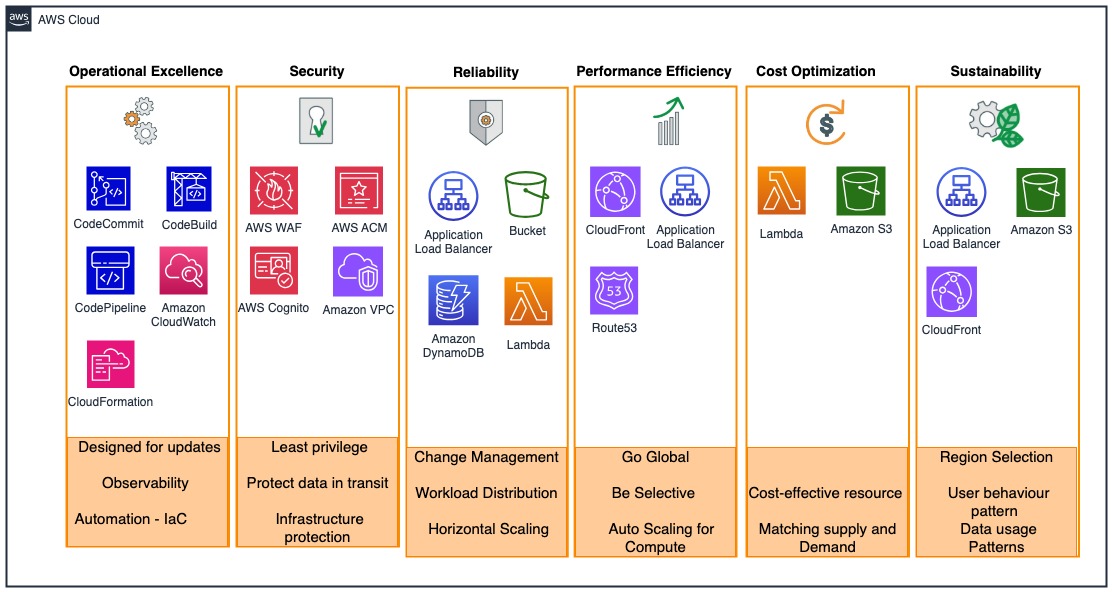 aws
AWS Cloud
Operational Excellence
CodeCommit
CodeBuild
CodePipeline
Amazon
CloudWatch
CloudFormation
Designed for updates
Observability
Automation - IaC
Security
AWS WAF
AWS ACM
AWS Cognito
Amazon VPC
Least privilege
Protect data in transit
Infrastructure
protection
Reliability
Application
Load Balancer
Bucket
Amazon
DynamoDB
Lambda
Change Management
Workload Distribution
Horizontal Scaling
Performance Efficiency
CloudFront
Application
Load Balancer
53
Route53
Go Global
Be Selective
Auto Scaling for
Compute
Cost Optimization
$
Lambda
Amazon S3
Cost-effective resource
Matching supply and
Demand
Sustainability
Application
Load Balancer
Amazon S3
CloudFront
Region Selection
User behaviour
pattern
Data usage
Patterns